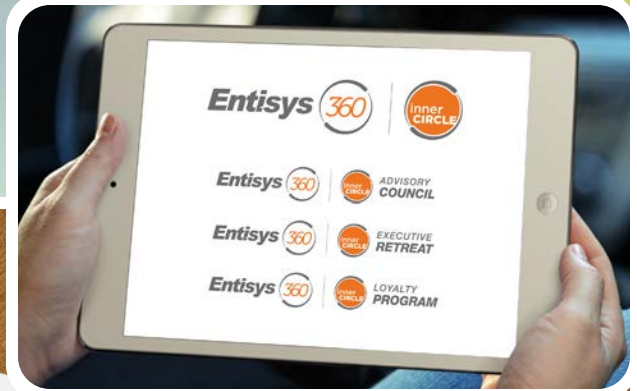 Entisys 360 inner CIRCLE
Entisys 360 inner CIRCLE ADVISORY COUNCIL
Entisys 360 inner CIRCLE EXECUTIVE RETREAT
Entisys 360 inner CIRCLE LOYALTY PROGRAM